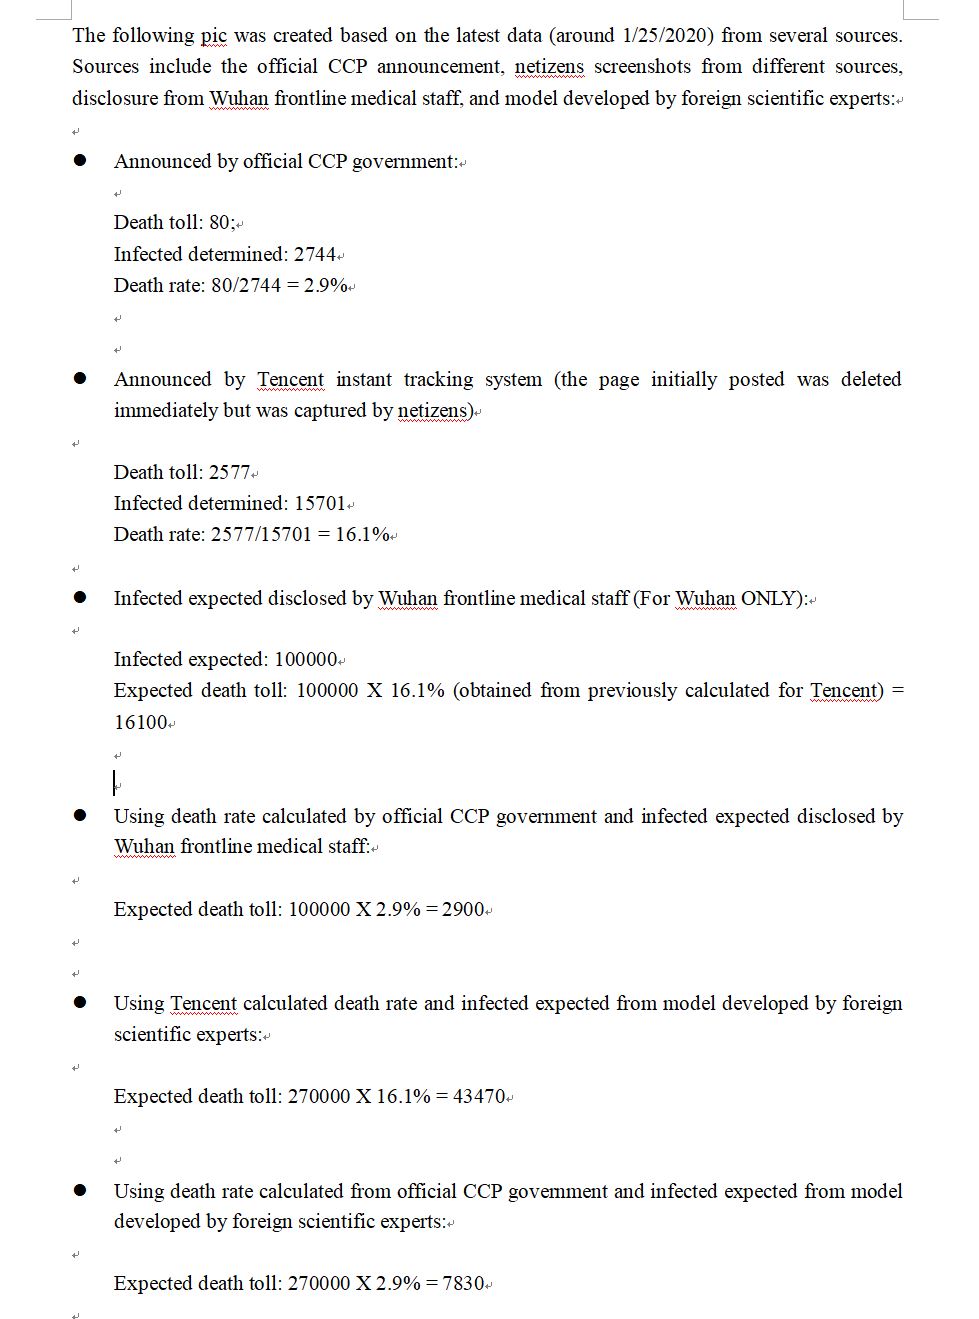 The following pic was created based on the latest data (around 1/25/2020) from several sources.
Sources include the official CCP announcement, netizens screenshots from different sources,
disclosure from Wuhan frontline medical staff, and model developed by foreign scientific experts:
● Announced by official CCP government:
Death toll: 80;
Infected determined: 2744
Death rate: 80/2744 = 2.9%
● Announced by Tencent instant tracking system (the page initially posted was deleted
immediately but was captured by netizens)
Death toll: 2577
Infected determined: 15701
Death rate: 2577/15701 = 16.1%
● Infected expected disclosed by Wuhan frontline medical staff (For Wuhan ONLY):
Infected expected: 100000
Expected death toll: 100000 X 16.1% (obtained from previously calculated for Tencent) =
16100
● Using death rate calculated by official CCP government and infected expected disclosed by
Wuhan frontline medical staff:
Expected death toll: 100000 X 2.9% = 2900
● Using Tencent calculated death rate and infected expected from model developed by foreign
scientific experts:
Expected death toll: 270000 X 16.1% = 43470
● Using death rate calculated from official CCP government and infected expected from model
developed by foreign scientific experts:
Expected death toll: 270000 X 2.9% = 7830